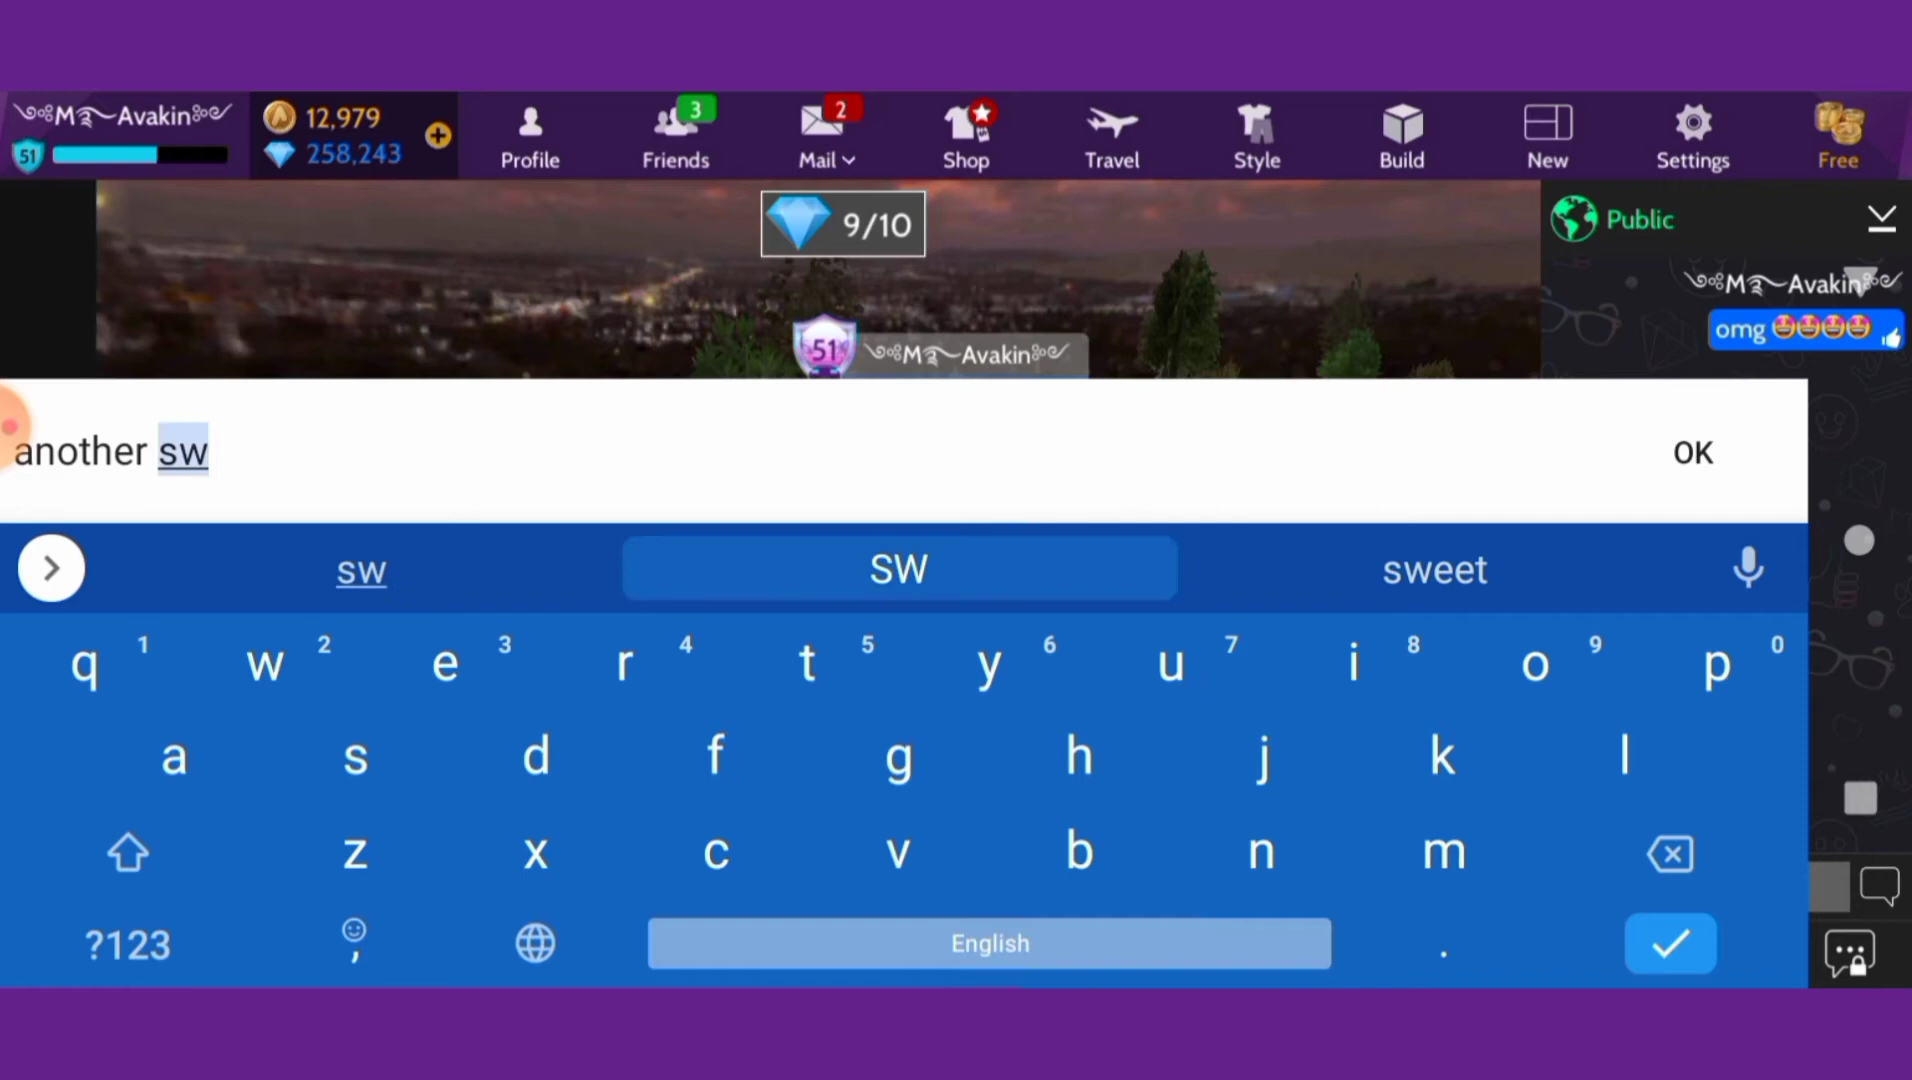 ༄ༀM࿐Avakin༄
51
12,979
258,243
Profile
3
Friends
2
Mail
Shop
Travel
Style
Build
New
Settings
Free
9/10
Public
M Avakin
omg 🤩🤩🤩🤩
51
M Avakin
another sw
OK
sw
SW
sweet
q 1 w 2 e 3 r 4 t 5 y 6 u 7 i 8 o 9 p 0
a s d f g h j k l
z x c v b n m
?123 , English .